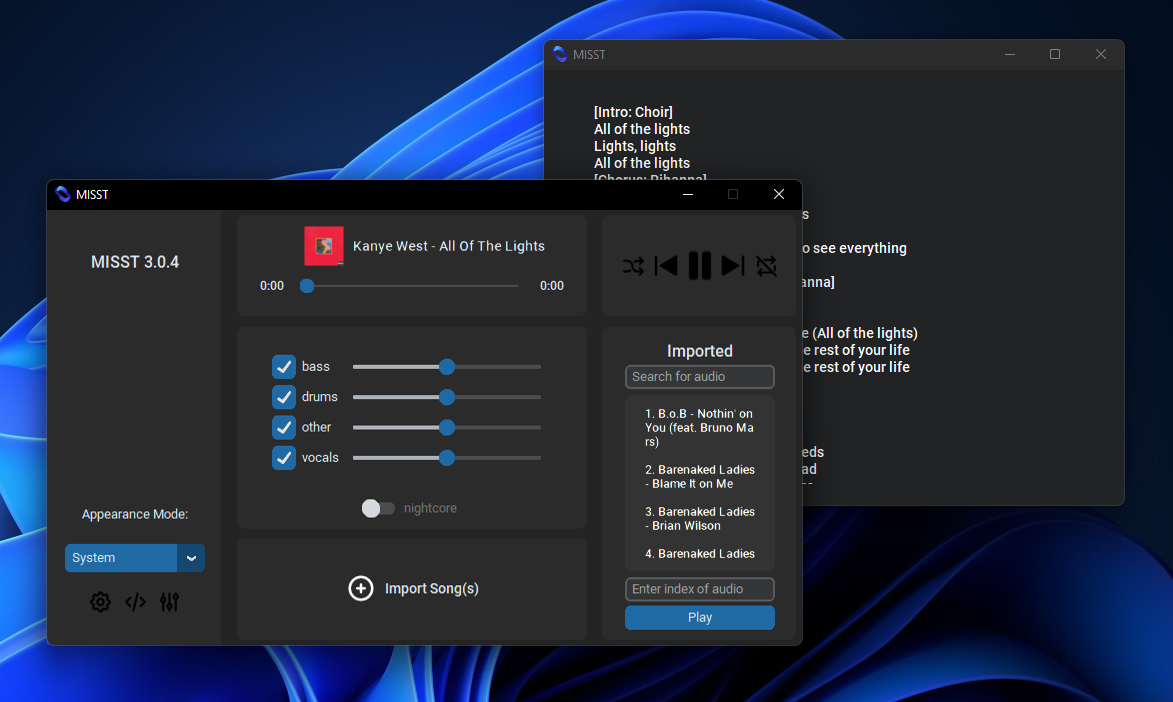 MISST
[Intro: Choir]
All of the lights
Lights, lights
All of the lights
[Chorus: Rihanna]
s
o see everything
anna]
e (All of the lights)
e rest of your life
e rest of your life
eds
ad
MISST
MISST 3.0.4
Appearance Mode:
System
Kanye West - All Of The Lights
0:00
0:00
bass
drums
other
vocals
nightcore
Import Song(s)
Imported
Search for audio
1. B.o.B - Nothin' on
You (feat. Bruno Ma
rs)
2. Barenaked Ladies
- Blame It on Me
3. Barenaked Ladies
- Brian Wilson
4. Barenaked Ladies
Enter index of audio
Play